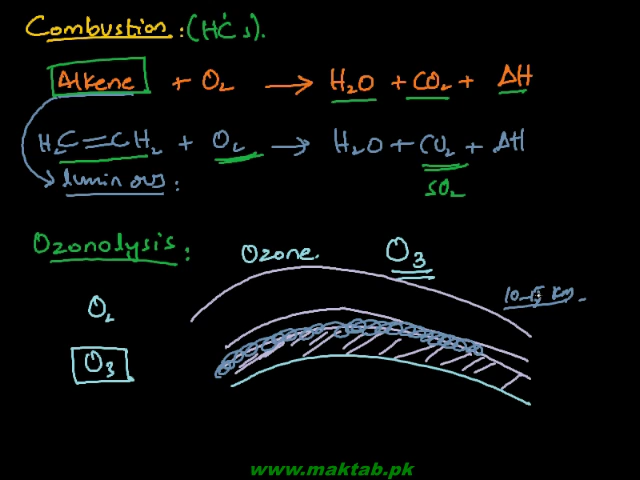 Combustion: (HC's).
Alkene + O₂ → H₂O + CO₂ + ΔH
H₂C=CH₂ + O₂ → H₂O + CO₂ + ΔH
luminous: SO₂
Ozonolysis: Ozone. O₃
10-15 km.
O₂
O₃
www.maktab.pk